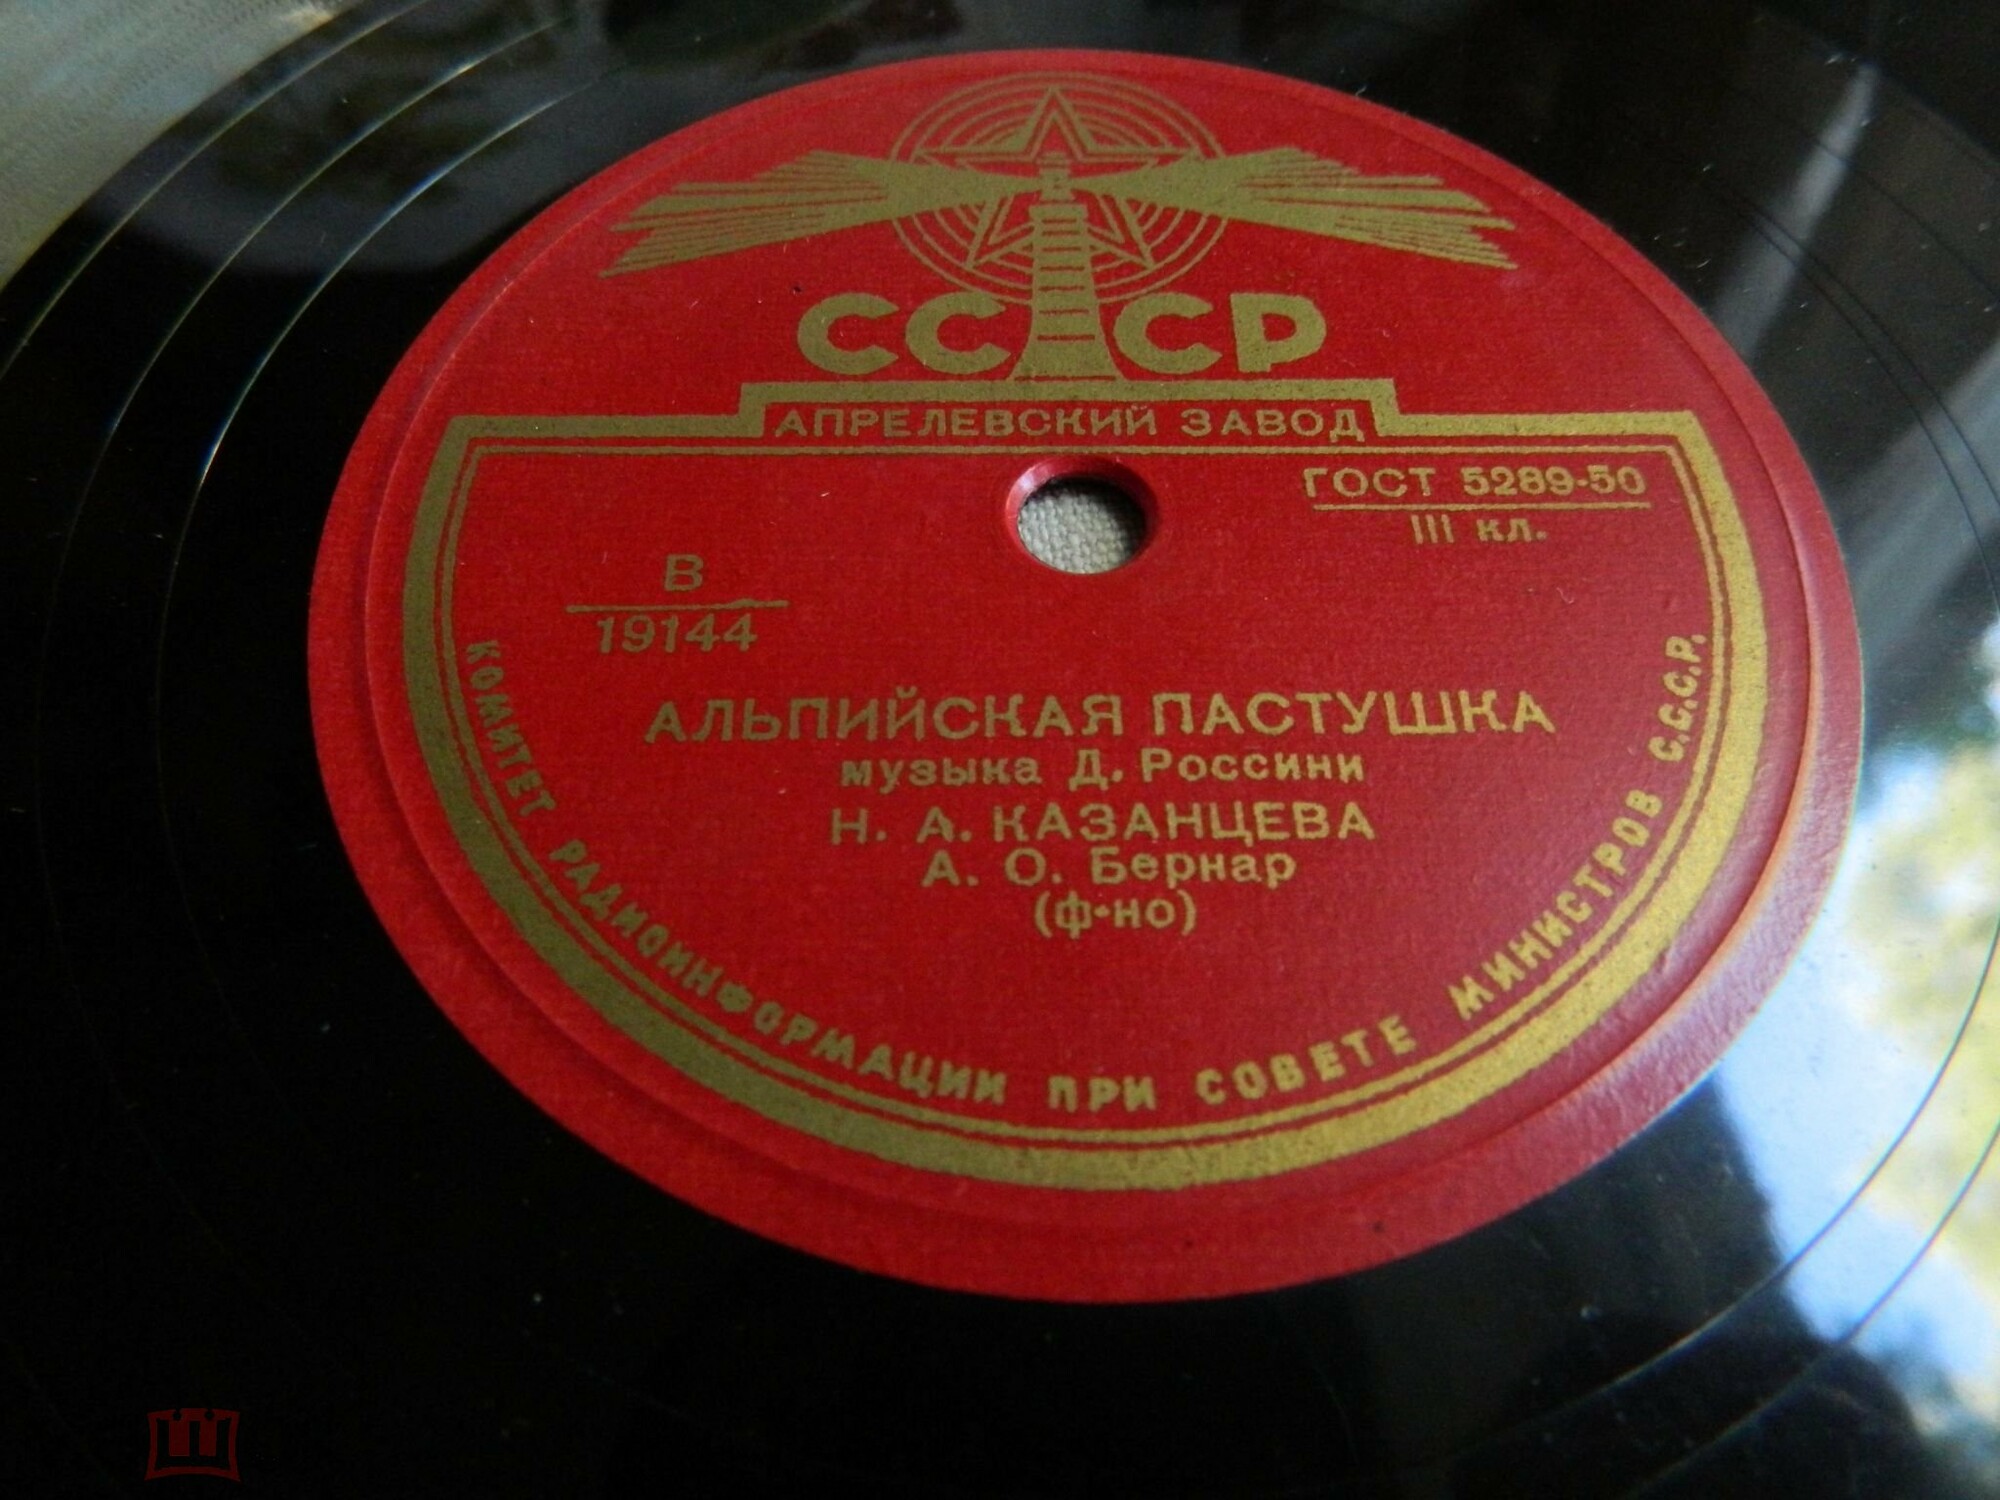 СССР
АПРЕЛЕВСКИЙ ЗАВОД
ГОСТ 5289-50
III кл.
В
19144
АЛЬПИЙСКАЯ ПАСТУШКА
музыка Д. Россини
Н. А. КАЗАНЦЕВА
А. О. Бернар
(ф-но)
КОМИТЕТ РАДИОИНФОРМАЦИИ ПРИ СОВЕТЕ МИНИСТРОВ С.С.С.Р.